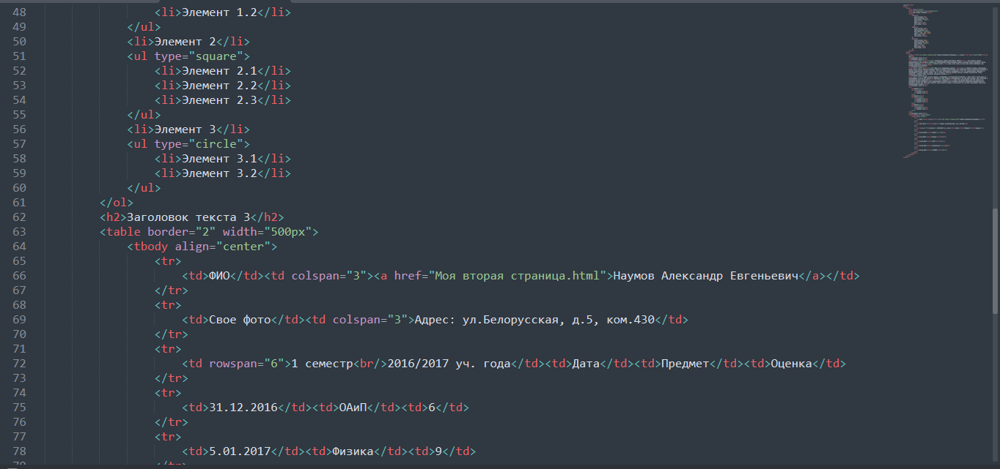 48 <li>Элемент 1.2</li>
49 </ul>
50 <li>Элемент 2</li>
51 <ul type="square">
52 <li>Элемент 2.1</li>
53 <li>Элемент 2.2</li>
54 <li>Элемент 2.3</li>
55 </ul>
56 <li>Элемент 3</li>
57 <ul type="circle">
58 <li>Элемент 3.1</li>
59 <li>Элемент 3.2</li>
60 </ul>
61 </ol>
62 <h2>Заголовок текста 3</h2>
63 <table border="2" width="500px">
64 <tbody align="center">
65 <tr>
66 <td>ФИО</td><td colspan="3"><a href="Моя вторая страница.html">Наумов Александр Евгеньевич</a></td>
67 </tr>
68 <tr>
69 <td>Свое фото</td><td colspan="3">Адрес: ул.Белорусская, д.5, ком.430</td>
70 </tr>
71 <tr>
72 <td rowspan="6">1 семестр<br/>2016/2017 уч. года</td><td>Дата</td><td>Предмет</td><td>Оценка</td>
73 </tr>
74 <tr>
75 <td>31.12.2016</td><td>ОАиП</td><td>6</td>
76 </tr>
77 <tr>
78 <td>5.01.2017</td><td>Физика</td><td>9</td>
79 </tr>